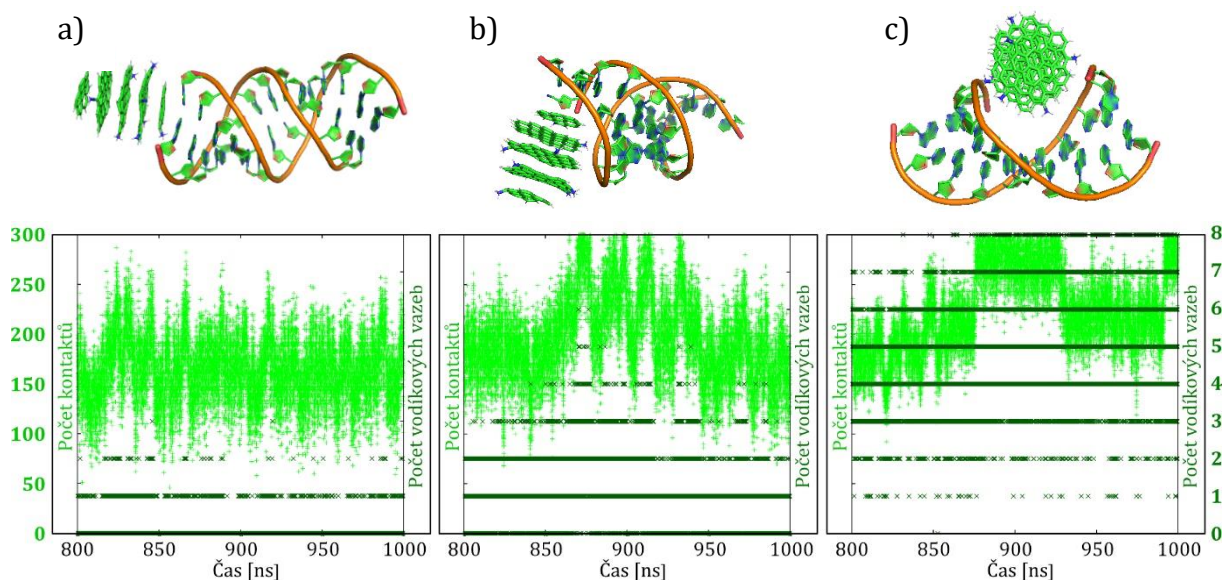 a)
b)
c)
300
250
200
150
100
50
0
Počet kontaktů
Počet vodíkových vazeb
800 850 900 950 1000
Čas [ns]
Počet kontaktů
Počet vodíkových vazeb
800 850 900 950 1000
Čas [ns]
Počet kontaktů
Počet vodíkových vazeb
8
7
6
5
4
3
2
1
0
800 850 900 950 1000
Čas [ns]